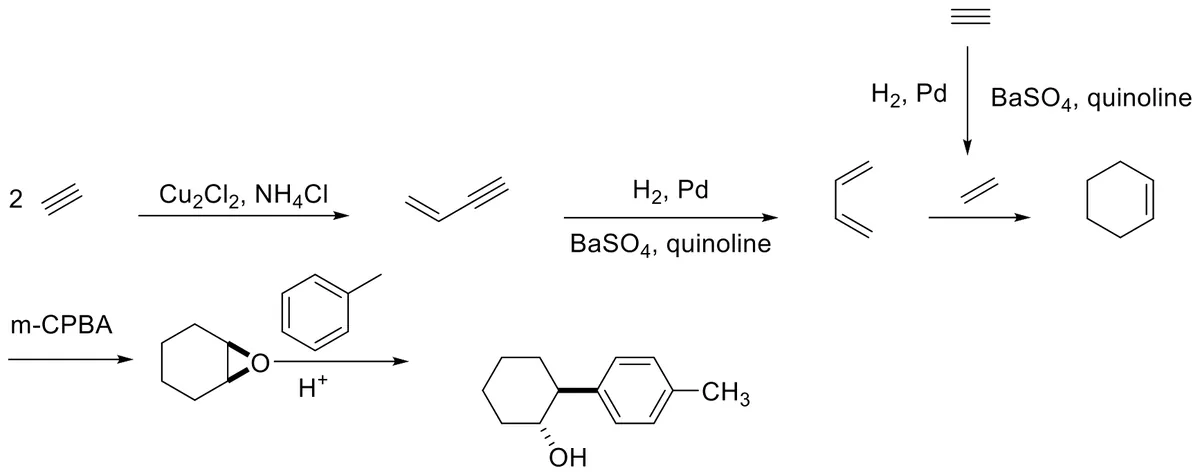 H₂, Pd BaSO₄, quinoline
2 Cu₂Cl₂, NH₄Cl H₂, Pd
BaSO₄, quinoline
m-CPBA
O
H⁺
CH₃
OH